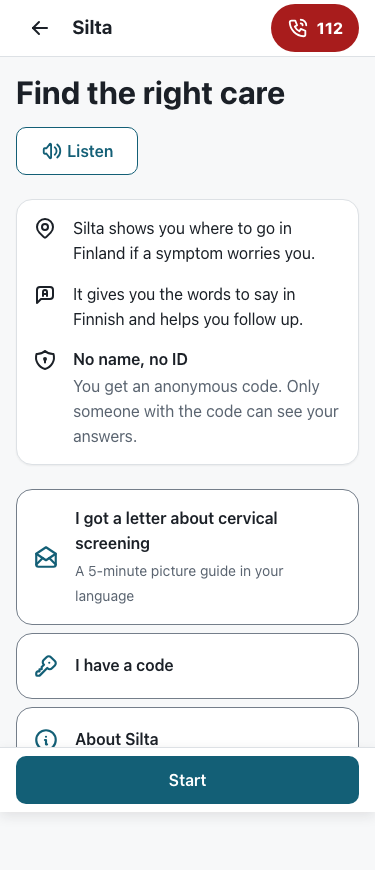 Silta
112
Find the right care
Listen
Silta shows you where to go in
Finland if a symptom worries you.
It gives you the words to say in
Finnish and helps you follow up.
No name, no ID
You get an anonymous code. Only
someone with the code can see your
answers.
I got a letter about cervical
screening
A 5-minute picture guide in your
language
I have a code
About Silta
Start